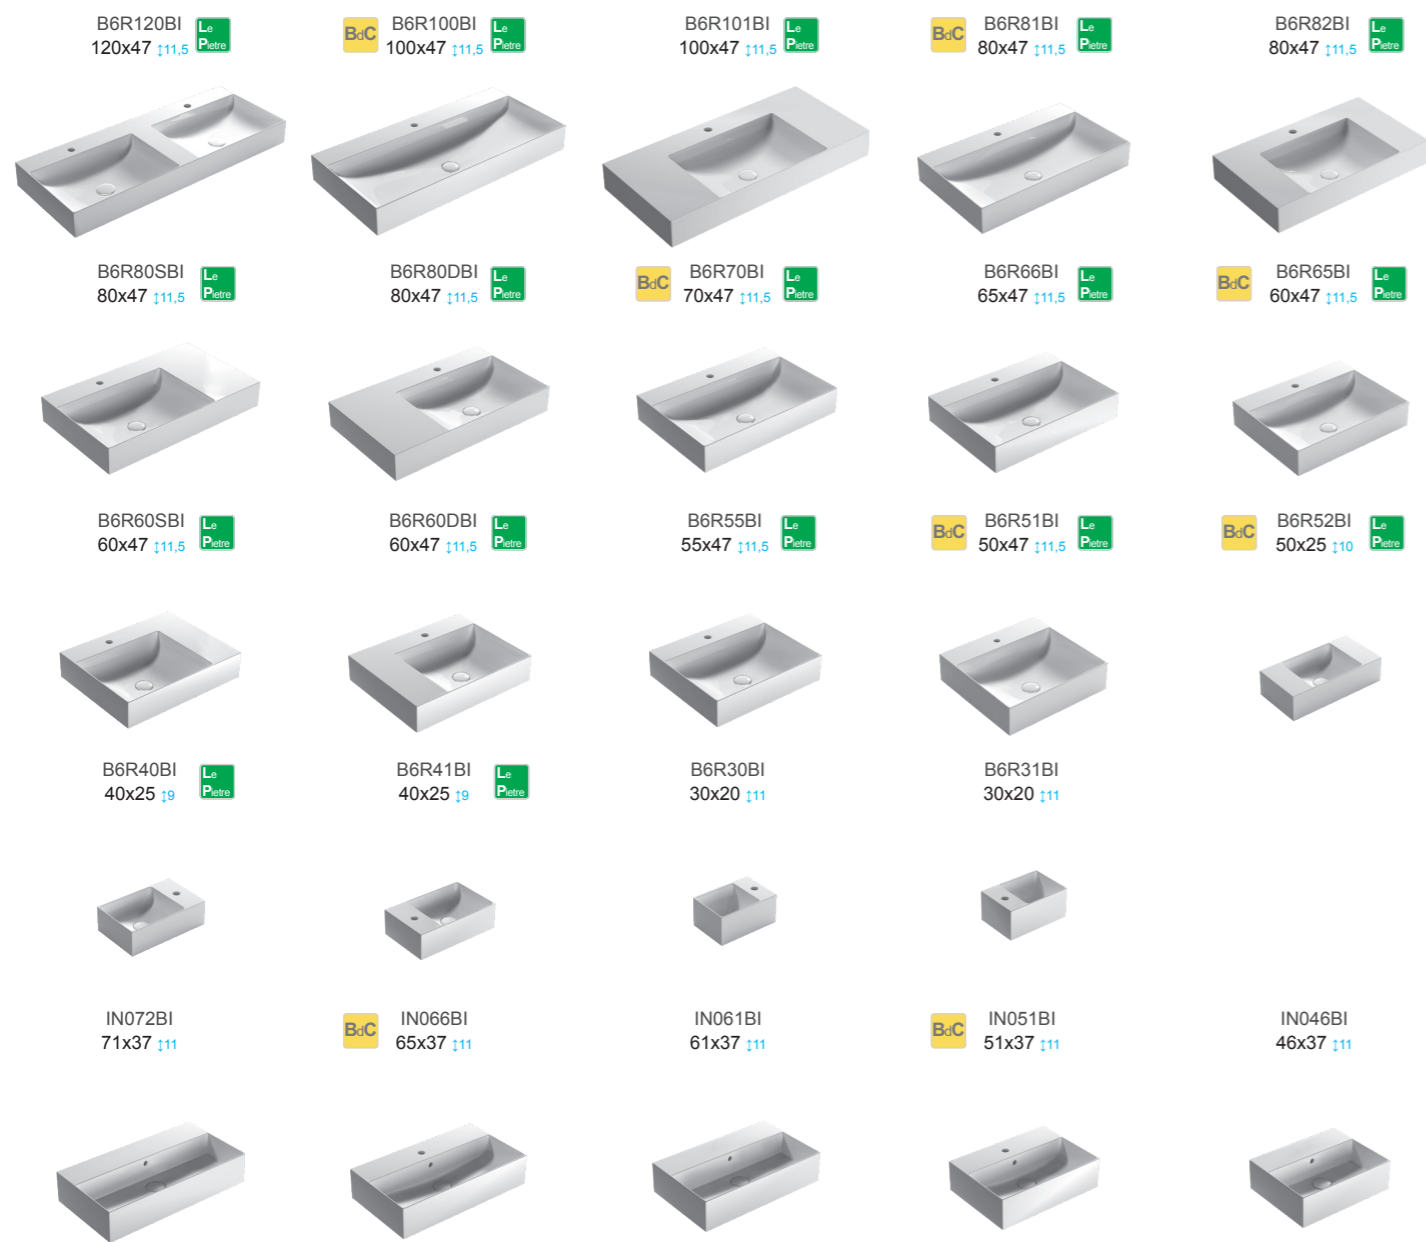 B6R120BI
120x47 ↕11,5
Le
Pietre
BdC
B6R100BI
100x47 ↕11,5
Le
Pietre
B6R101BI
100x47 ↕11,5
Le
Pietre
BdC
B6R81BI
80x47 ↕11,5
Le
Pietre
B6R82BI
80x47 ↕11,5
Le
Pietre
B6R80SBI
80x47 ↕11,5
Le
Pietre
B6R80DBI
80x47 ↕11,5
Le
Pietre
BdC
B6R70BI
70x47 ↕11,5
Le
Pietre
B6R66BI
65x47 ↕11,5
Le
Pietre
BdC
B6R65BI
60x47 ↕11,5
Le
Pietre
B6R60SBI
60x47 ↕11,5
Le
Pietre
B6R60DBI
60x47 ↕11,5
Le
Pietre
B6R55BI
55x47 ↕11,5
Le
Pietre
BdC
B6R51BI
50x47 ↕11,5
Le
Pietre
BdC
B6R52BI
50x25 ↕10
Le
Pietre
B6R40BI
40x25 ↕9
Le
Pietre
B6R41BI
40x25 ↕9
Le
Pietre
B6R30BI
30x20 ↕11
B6R31BI
30x20 ↕11
IN072BI
71x37 ↕11
BdC
IN066BI
65x37 ↕11
IN061BI
61x37 ↕11
BdC
IN051BI
51x37 ↕11
IN046BI
46x37 ↕11